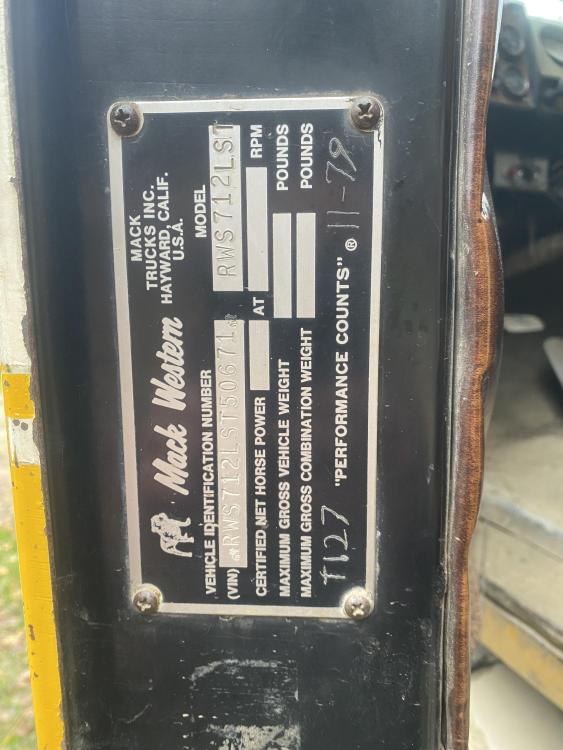 Mack Western
MACK
TRUCKS INC.
HAYWARD, CALIF.
U.S.A.
VEHICLE IDENTIFICATION NUMBER
MODEL
(VIN) RWS712LST50671 RWS712LST
CERTIFIED NET HORSE POWER AT RPM
MAXIMUM GROSS VEHICLE WEIGHT POUNDS
MAXIMUM GROSS COMBINATION WEIGHT POUNDS
T127 "PERFORMANCE COUNTS" ® 11-79